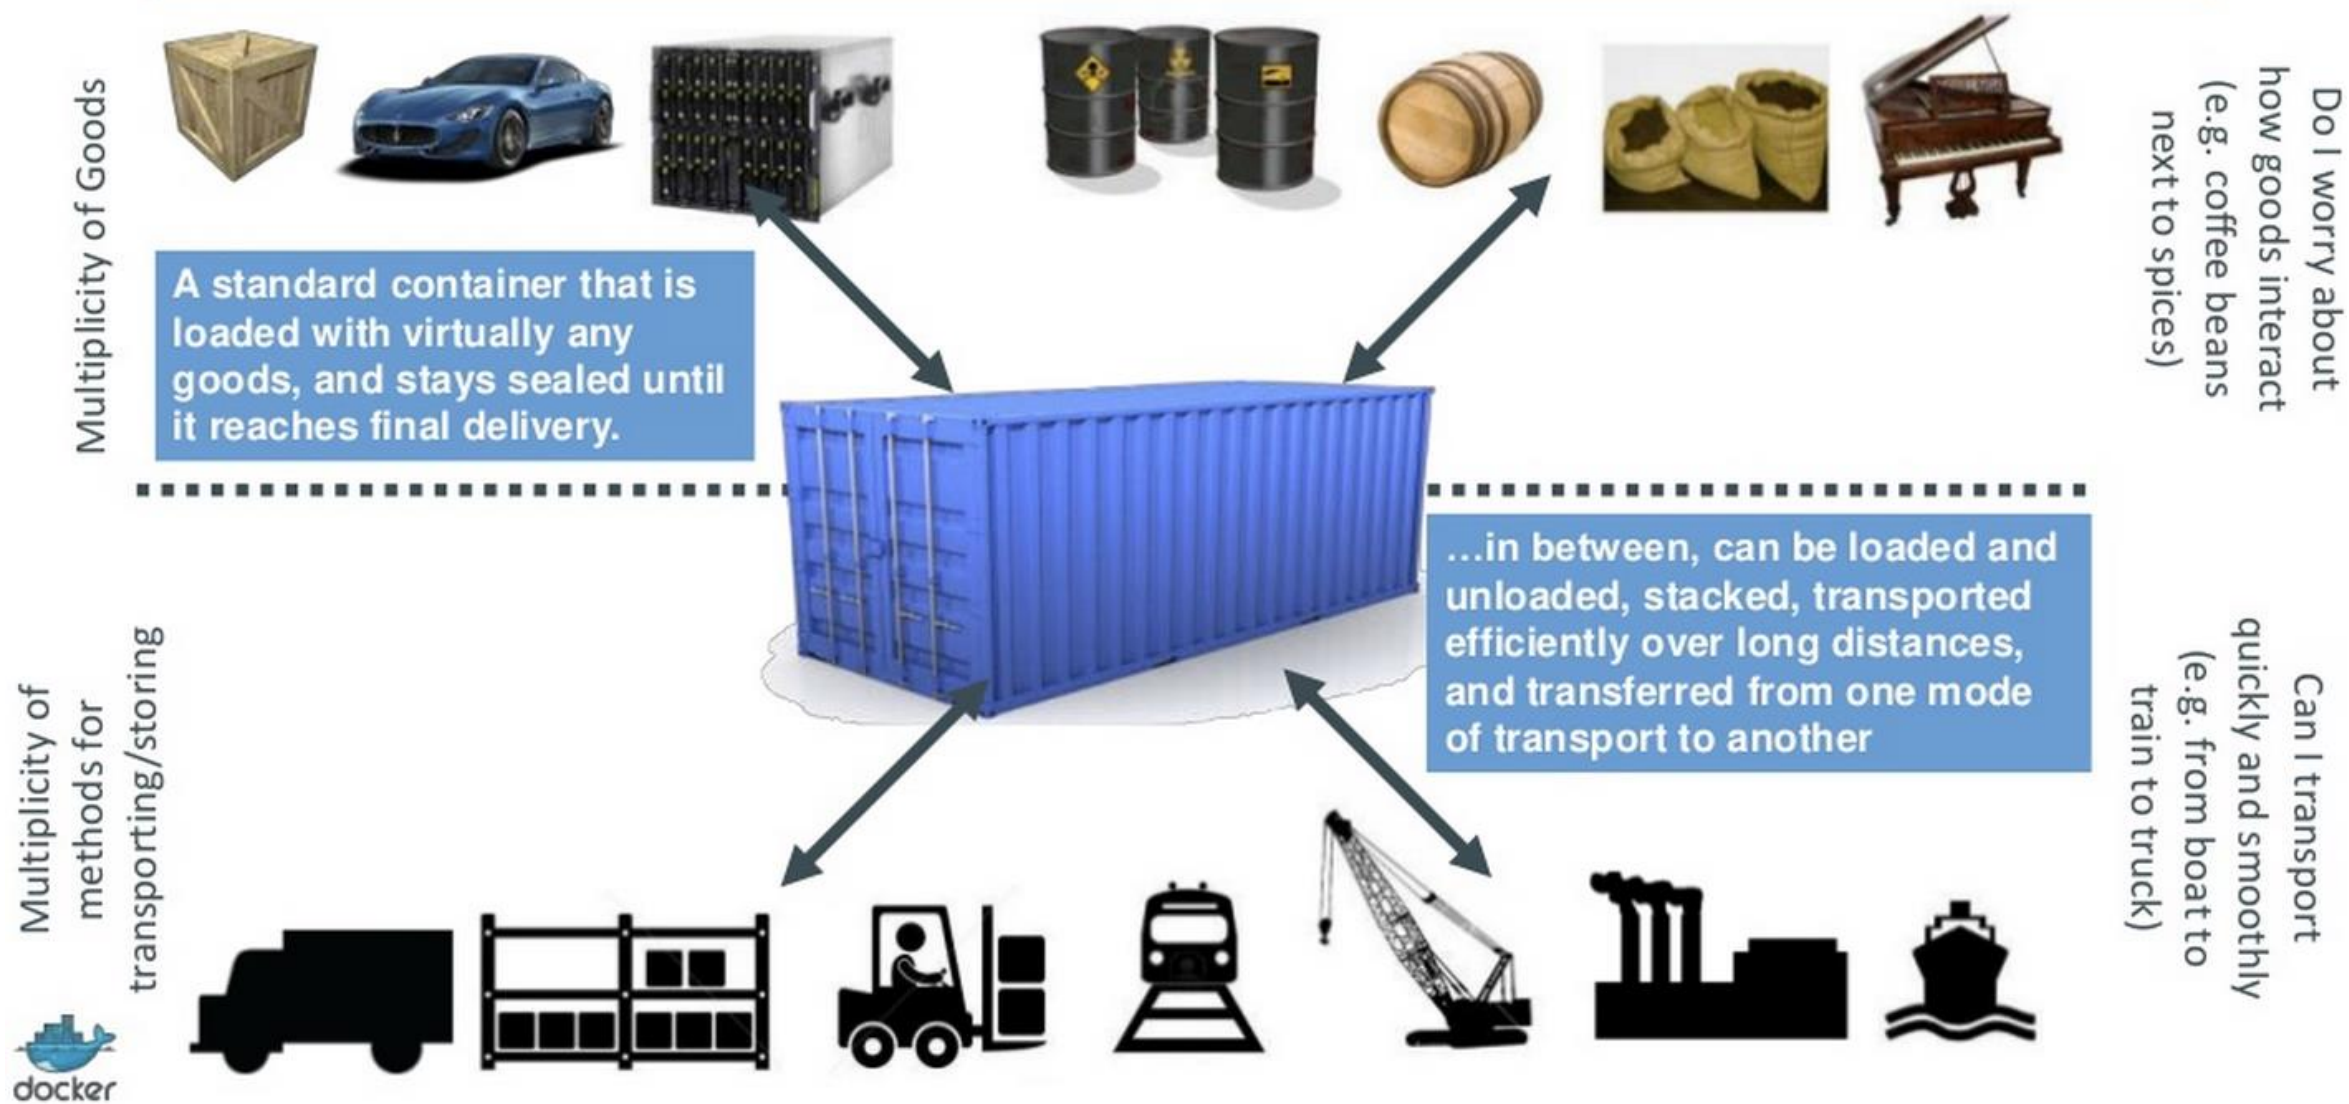 Multiplicity of Goods
A standard container that is
loaded with virtually any
goods, and stays sealed until
it reaches final delivery.
Do I worry about
how goods interact
(e.g. coffee beans
next to spices)
Multiplicity of
methods for
transporting/storing
…in between, can be loaded and
unloaded, stacked, transported
efficiently over long distances,
and transferred from one mode
of transport to another
Can I transport
quickly and smoothly
(e.g. from boat to
train to truck)
docker